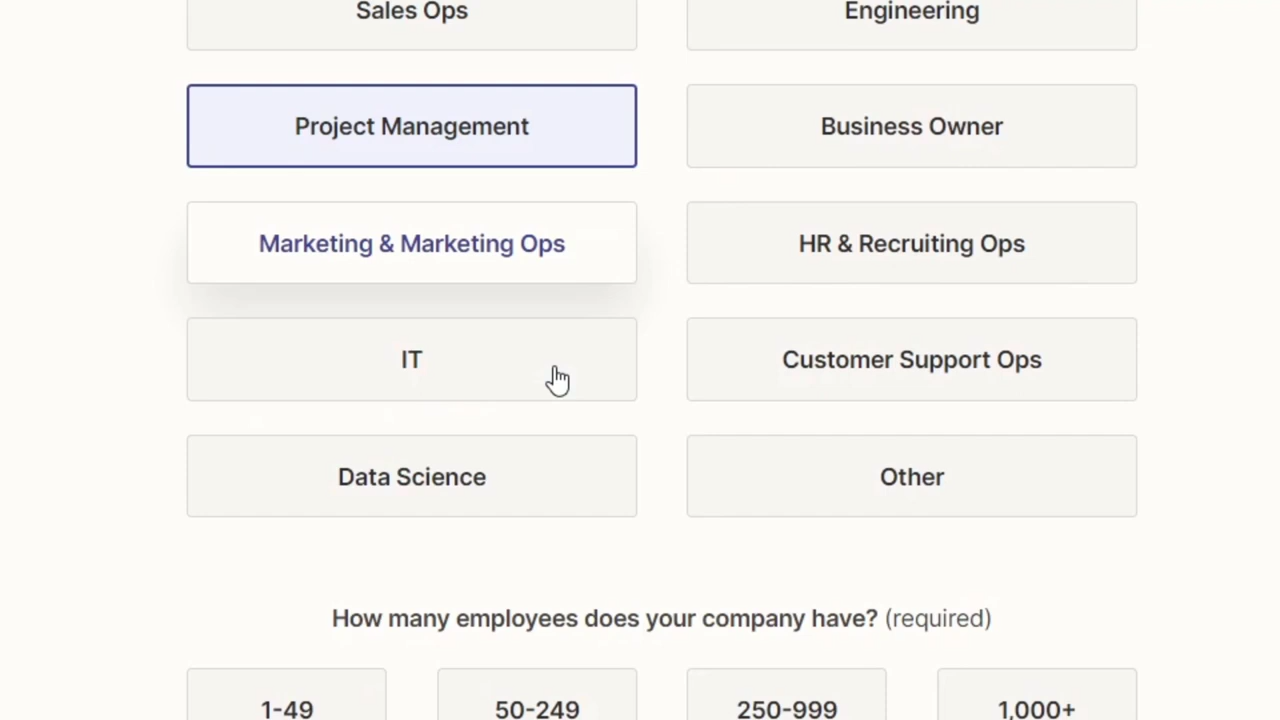 Sales Ops
Engineering
Project Management
Business Owner
Marketing & Marketing Ops
HR & Recruiting Ops
IT
Customer Support Ops
Data Science
Other
How many employees does your company have? (required)
1-49
50-249
250-999
1,000+